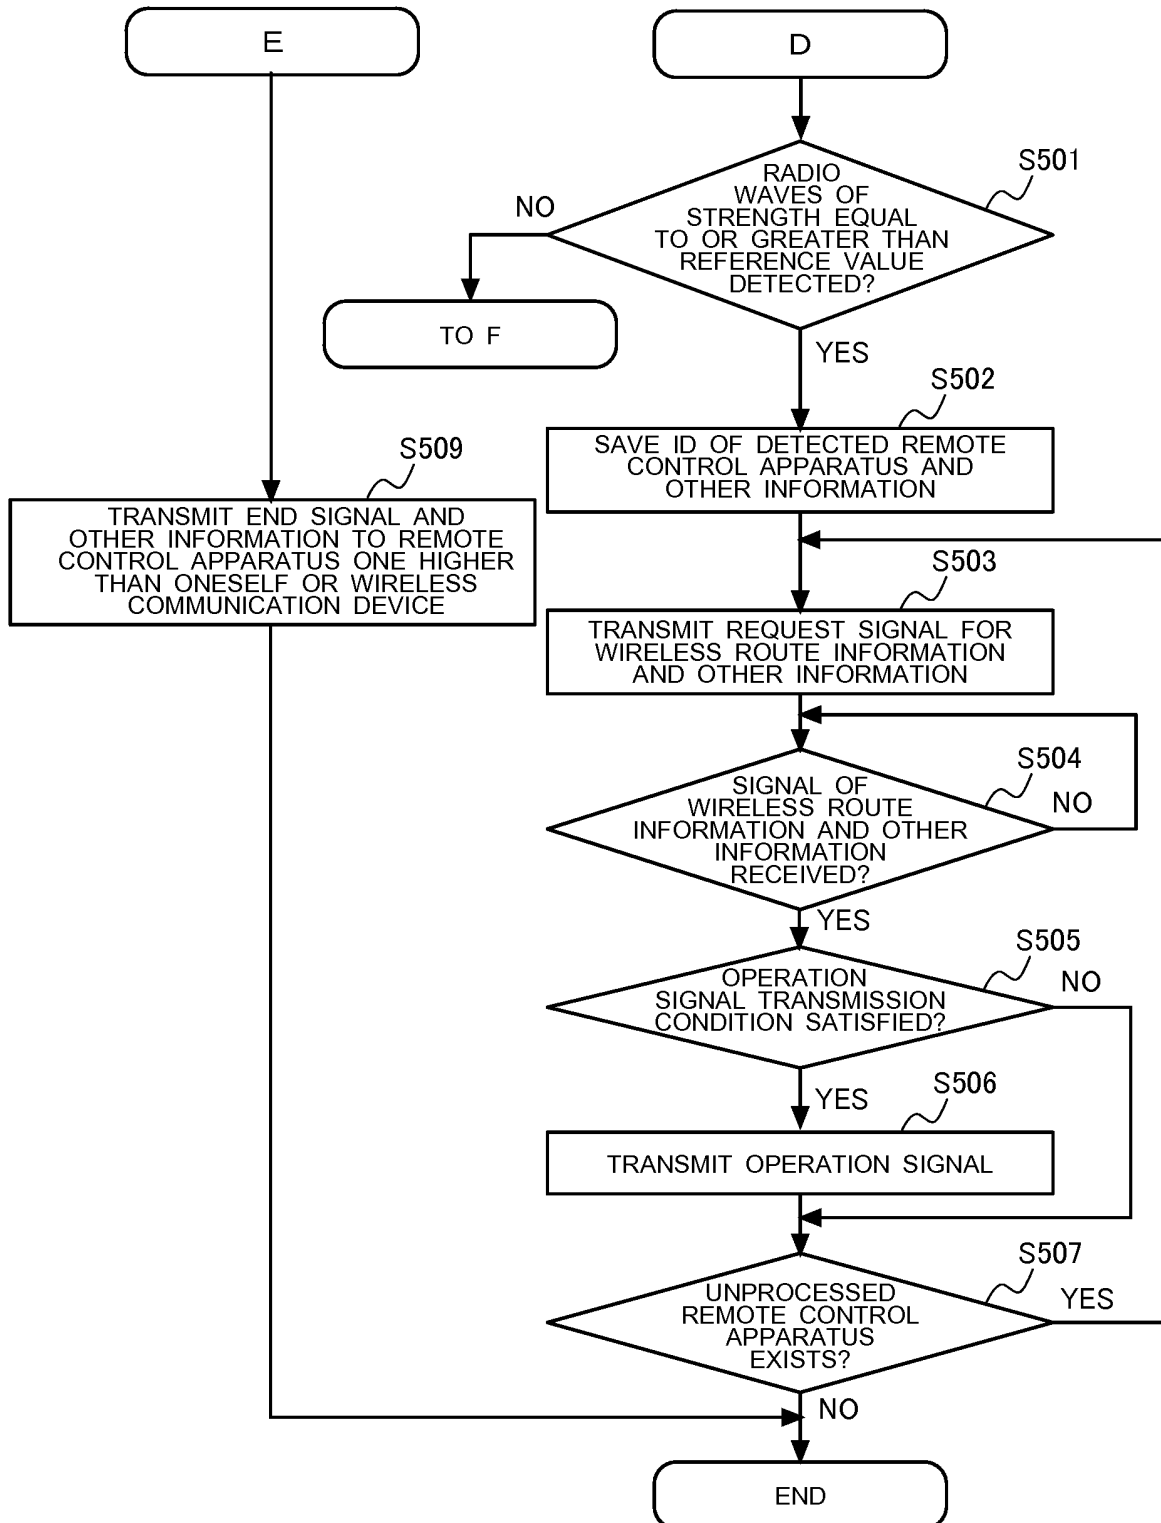 E
D
S501
RADIO
WAVES OF
STRENGTH EQUAL
TO OR GREATER THAN
REFERENCE VALUE
DETECTED?
NO
TO F
YES
S502
SAVE ID OF DETECTED REMOTE
CONTROL APPARATUS AND
OTHER INFORMATION
S509
TRANSMIT END SIGNAL AND
OTHER INFORMATION TO REMOTE
CONTROL APPARATUS ONE HIGHER
THAN ONESELF OR WIRELESS
COMMUNICATION DEVICE
S503
TRANSMIT REQUEST SIGNAL FOR
WIRELESS ROUTE INFORMATION
AND OTHER INFORMATION
S504
SIGNAL OF
WIRELESS ROUTE
INFORMATION AND OTHER
INFORMATION
RECEIVED?
NO
YES
S505
OPERATION
SIGNAL TRANSMISSION
CONDITION SATISFIED?
NO
YES
S506
TRANSMIT OPERATION SIGNAL
S507
UNPROCESSED
REMOTE CONTROL
APPARATUS
EXISTS?
YES
NO
END